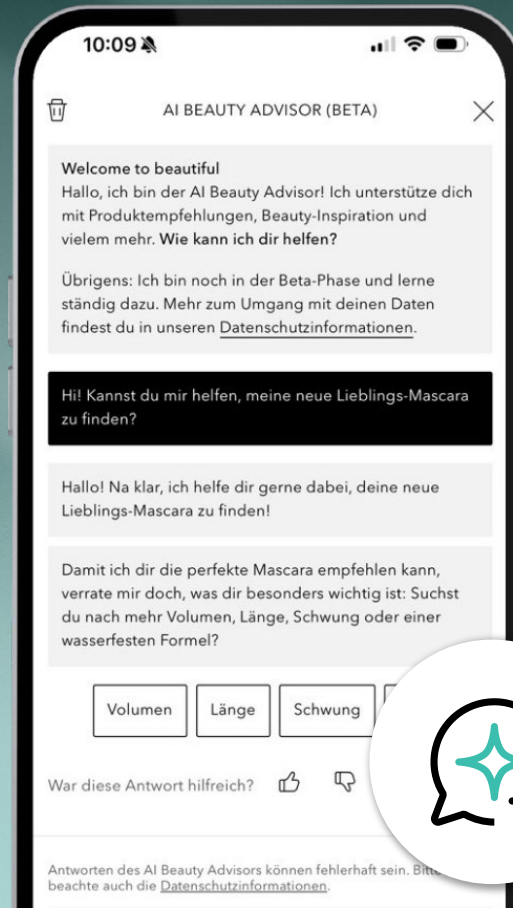 10:09
AI BEAUTY ADVISOR (BETA)
Welcome to beautiful
Hallo, ich bin der AI Beauty Advisor! Ich unterstütze dich
mit Produktempfehlungen, Beauty-Inspiration und
vielem mehr. Wie kann ich dir helfen?
Übrigens: Ich bin noch in der Beta-Phase und lerne
ständig dazu. Mehr zum Umgang mit deinen Daten
findest du in unseren Datenschutzinformationen.
Hi! Kannst du mir helfen, meine neue Lieblings-Mascara
zu finden?
Hallo! Na klar, ich helfe dir gerne dabei, deine neue
Lieblings-Mascara zu finden!
Damit ich dir die perfekte Mascara empfehlen kann,
verrate mir doch, was dir besonders wichtig ist: Suchst
du nach mehr Volumen, Länge, Schwung oder einer
wasserfesten Formel?
Volumen Länge Schwung
War diese Antwort hilfreich?
Antworten des AI Beauty Advisors können fehlerhaft sein.
beachte auch die Datenschutzinformationen.